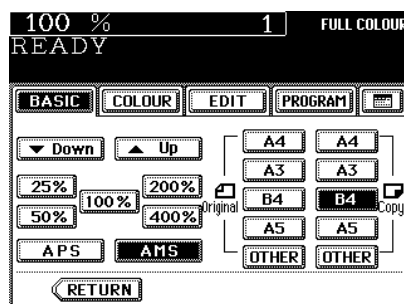 100 % 1 FULL COLOUR
READY
BASIC COLOUR EDIT PROGRAM
Down Up
25% 100% 200%
50% 400%
APS AMS
Original
A4 A4
A3 A3
B4 B4
A5 A5
OTHER OTHER
Copy
RETURN